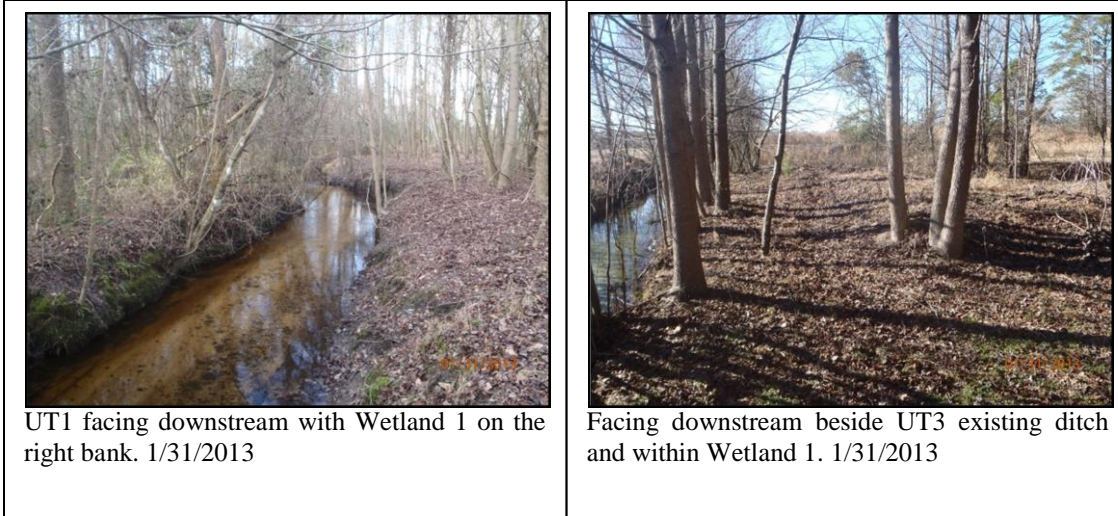 UT1 facing downstream with Wetland 1 on the
right bank. 1/31/2013
Facing downstream beside UT3 existing ditch
and within Wetland 1. 1/31/2013